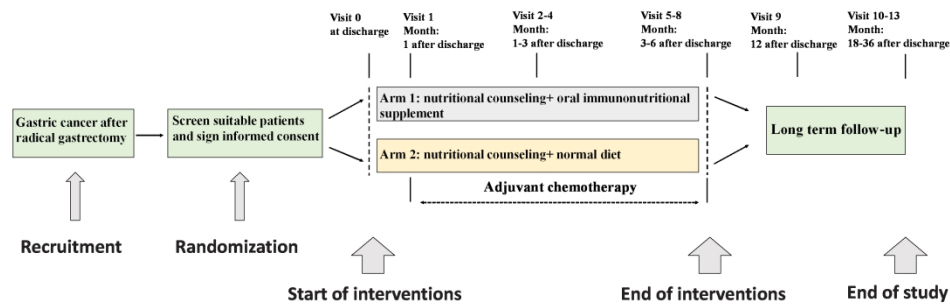 Visit 0
at discharge
Visit 1
Month:
1 after discharge
Visit 2-4
Month:
1-3 after discharge
Visit 5-8
Month:
3-6 after discharge
Visit 9
Month:
12 after discharge
Visit 10-13
Month:
18-36 after discharge
Gastric cancer after
radical gastrectomy
Screen suitable patients
and sign informed consent
Arm 1: nutritional counseling+ oral immunonutritional
supplement
Arm 2: nutritional counseling+ normal diet
Long term follow-up
Adjuvant chemotherapy
Recruitment
Randomization
Start of interventions
End of interventions
End of study